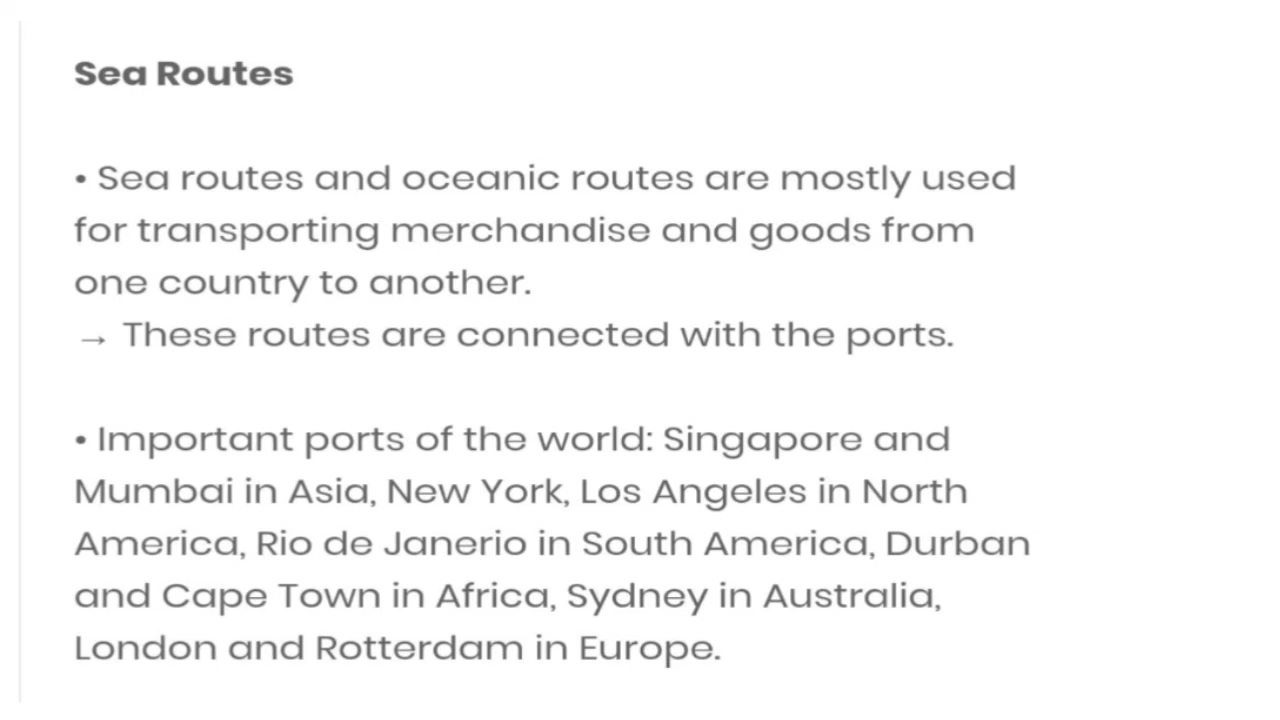 Sea Routes
• Sea routes and oceanic routes are mostly used
for transporting merchandise and goods from
one country to another.
→ These routes are connected with the ports.
• Important ports of the world: Singapore and
Mumbai in Asia, New York, Los Angeles in North
America, Rio de Janerio in South America, Durban
and Cape Town in Africa, Sydney in Australia,
London and Rotterdam in Europe.